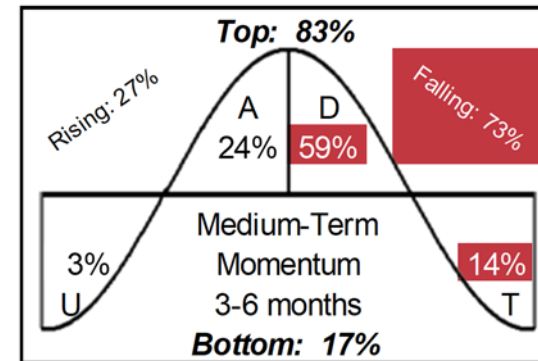 Top: 83%
Rising: 27%
A
D
Falling: 73%
24%
59%
Medium-Term
3%
Momentum
14%
U
3-6 months
T
Bottom: 17%